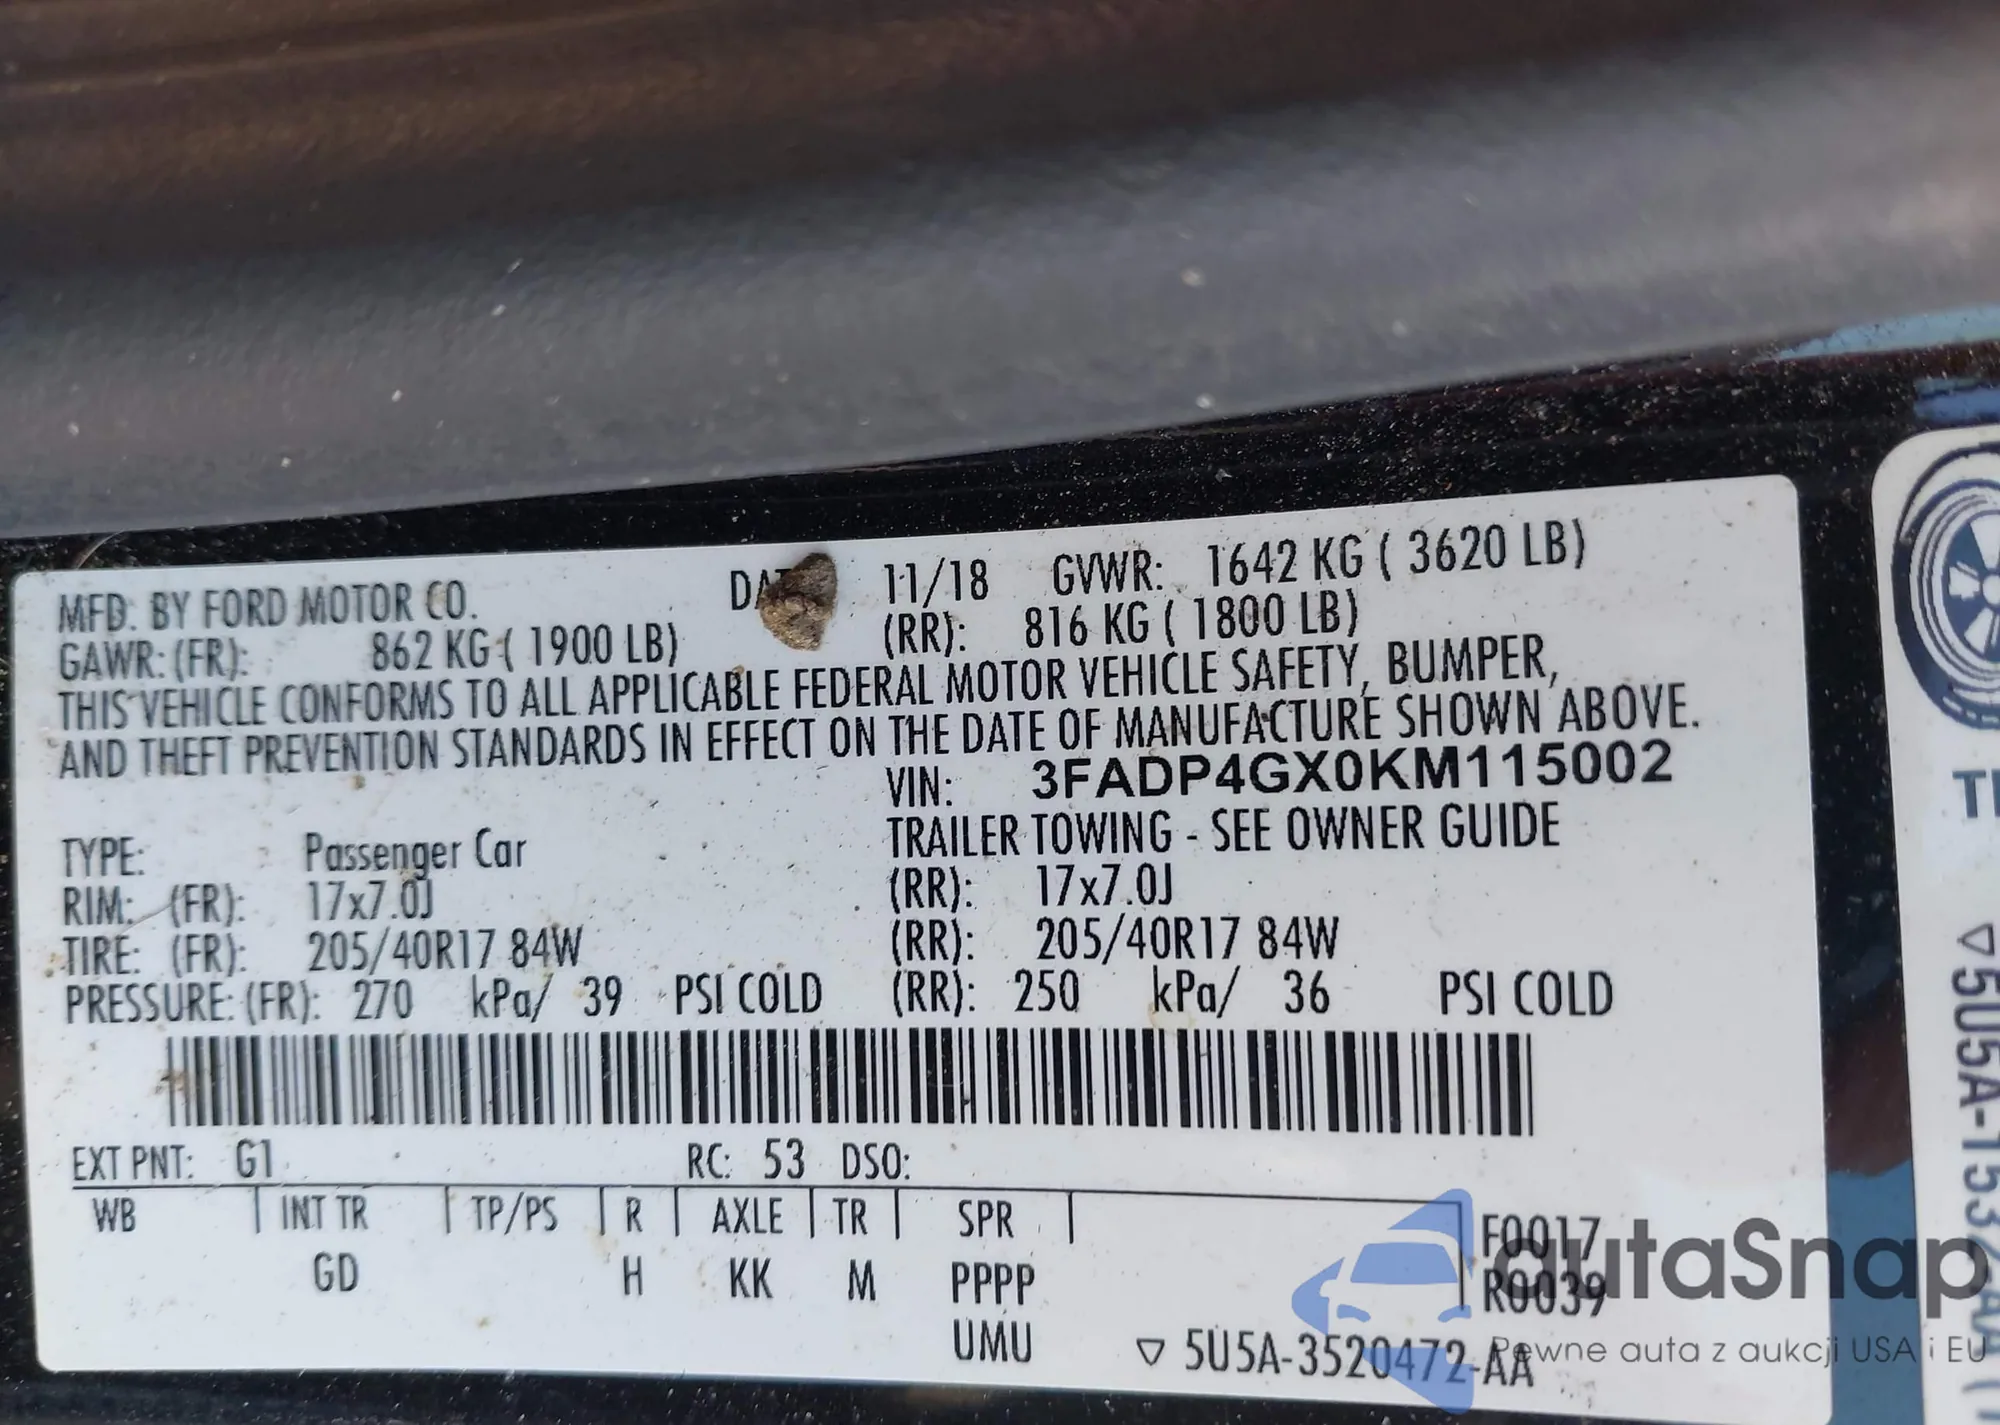 MFD. BY FORD MOTOR CO. 11/18 GVWR: 1642 KG ( 3620 LB)
GAWR: (FR): 862 KG ( 1900 LB) (RR): 816 KG ( 1800 LB)
THIS VEHICLE CONFORMS TO ALL APPLICABLE FEDERAL MOTOR VEHICLE SAFETY, BUMPER,
AND THEFT PREVENTION STANDARDS IN EFFECT ON THE DATE OF MANUFACTURE SHOWN ABOVE.
VIN: 3FADP4GX0KM115002
TYPE: Passenger Car TRAILER TOWING - SEE OWNER GUIDE
RIM: (FR): 17x7.0J (RR): 17x7.0J
TIRE: (FR): 205/40R17 84W (RR): 205/40R17 84W
PRESSURE: (FR): 270 kPa/ 39 PSI COLD (RR): 250 kPa/ 36 PSI COLD
EXT PNT: G1 RC: 53 DSO:
WB INT TR TP/PS R AXLE TR SPR F0017
GD H KK M PPPP R0039
UMU 5U5A-3520472-AA
autaSnap
Pewne auta z aukcji USA i EU